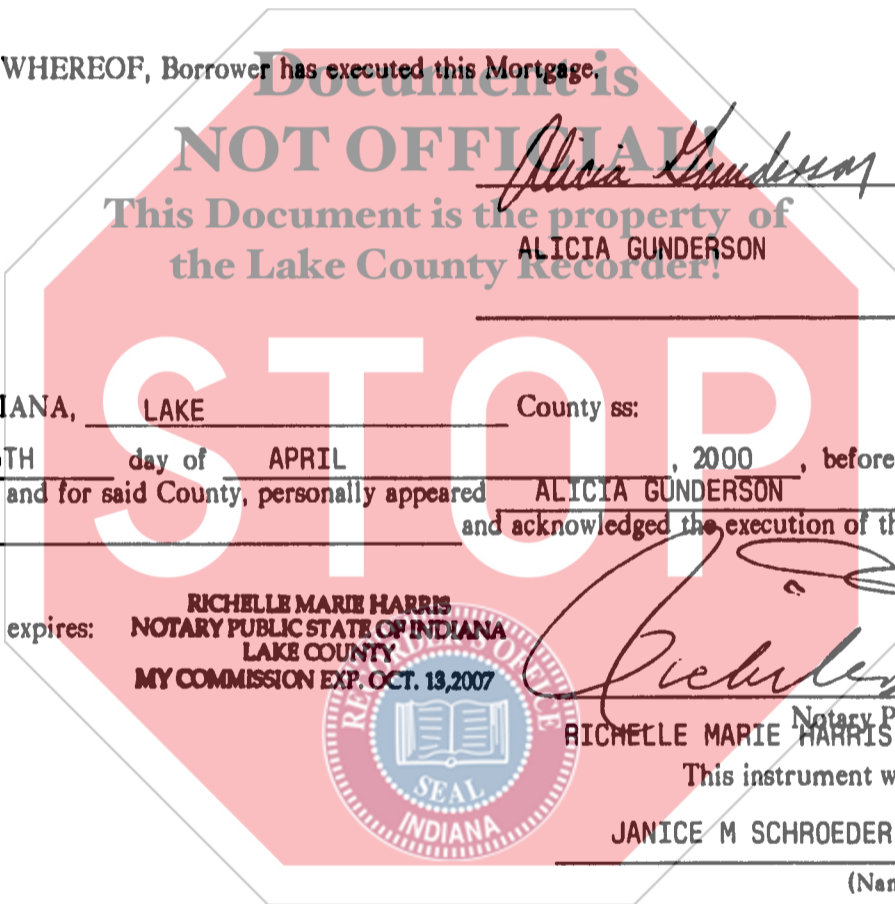 WHEREOF, Borrower has executed this Mortgage.
Document is
NOT OFFICIAL!
Alicia Gunderson
This Document is the property of
ALICIA GUNDERSON
the Lake County Recorder!
STOP
IANA, LAKE County ss:
TH day of APRIL , 2000 , before
and for said County, personally appeared ALICIA GUNDERSON
and acknowledged the execution of th
expires:
RICHELLE MARIE HARRIS
NOTARY PUBLIC STATE OF INDIANA
LAKE COUNTY
MY COMMISSION EXP. OCT. 13,2007
RECORDER'S OFFICE
SEAL
INDIANA
Notary P
RICHELLE MARIE HARRIS
This instrument w
JANICE M SCHROEDER
(Nam